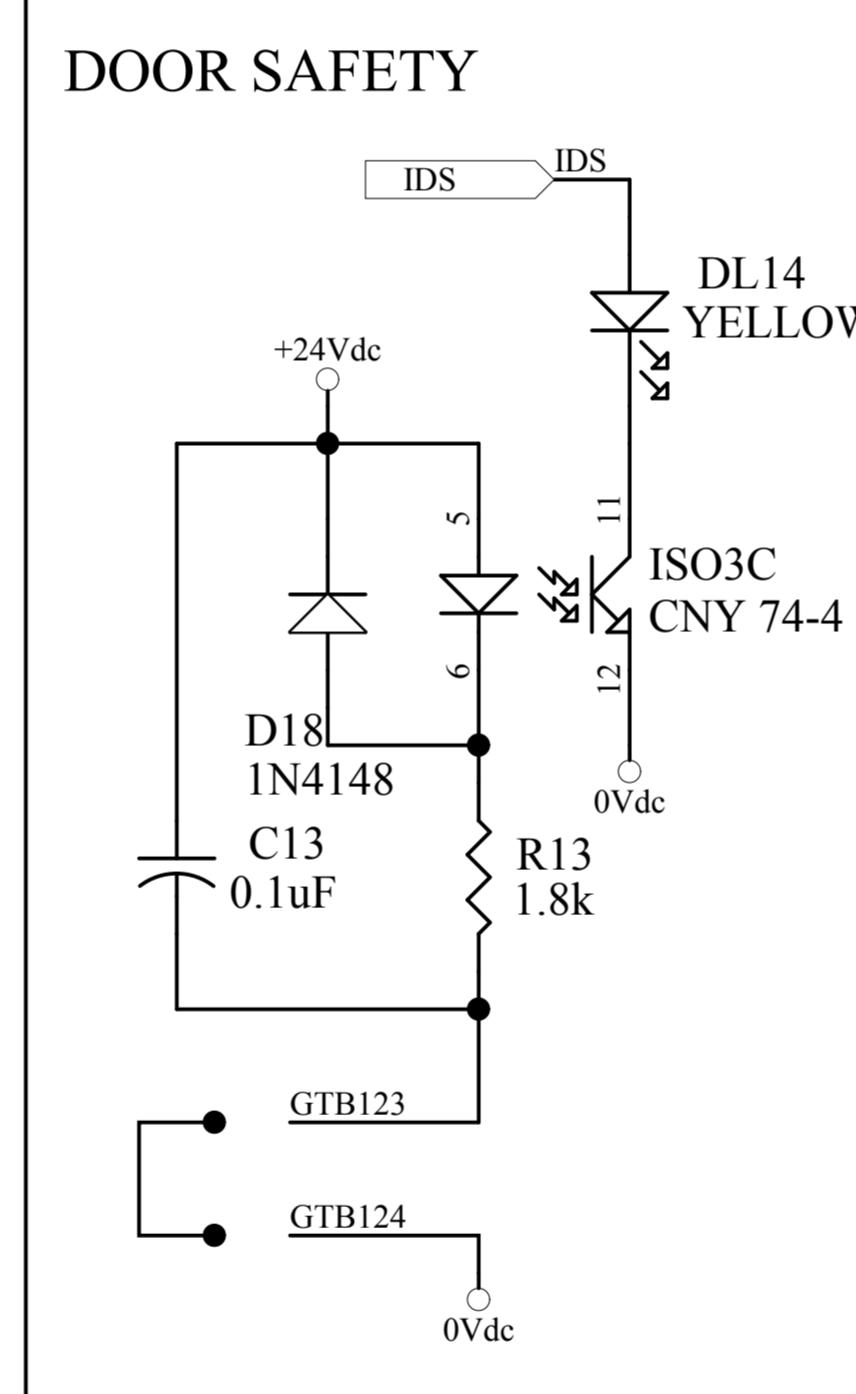 DOOR SAFETY
IDS
IDS
DL14
YELLOW
+24Vdc
5
11
ISO3C
CNY 74-4
6
12
D18
1N4148
0Vdc
C13
0.1uF
R13
1.8k
GTB123
GTB124
0Vdc